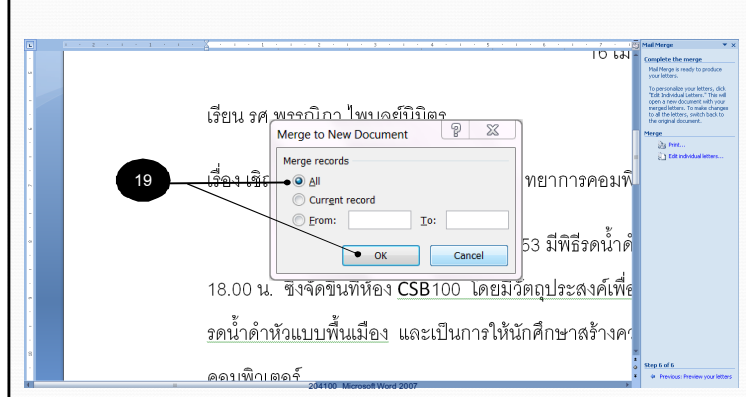 16 เม
เรียน รศ.พรรณิภา ไพบูลย์นิมิตร
เรื่อง เชิญ
ทยาการคอมพิ
53 มีพิธีรดน้ำด
18.00 น. ซึ่งจัดขึ้นที่ห้อง CSB100 โดยมีวัตถุประสงค์เพื่อ
รดน้ำดำหัวแบบพื้นเมือง และเป็นการให้นักศึกษาสร้างคว
คอมพิวเตอร์
19
Merge to New Document
Merge records
All
Current record
From: To:
OK Cancel
Mail Merge
Complete the merge
Mail Merge is ready to produce
your letters.
To personalize your letters, click
"Edit Individual Letters." This will
open a new document with your
merged letters. To make changes
to all the letters, switch back to
the original document.
Merge
Print...
Edit individual letters...
Step 6 of 6
Previous: Preview your letters
204100 Microsoft Word 2007